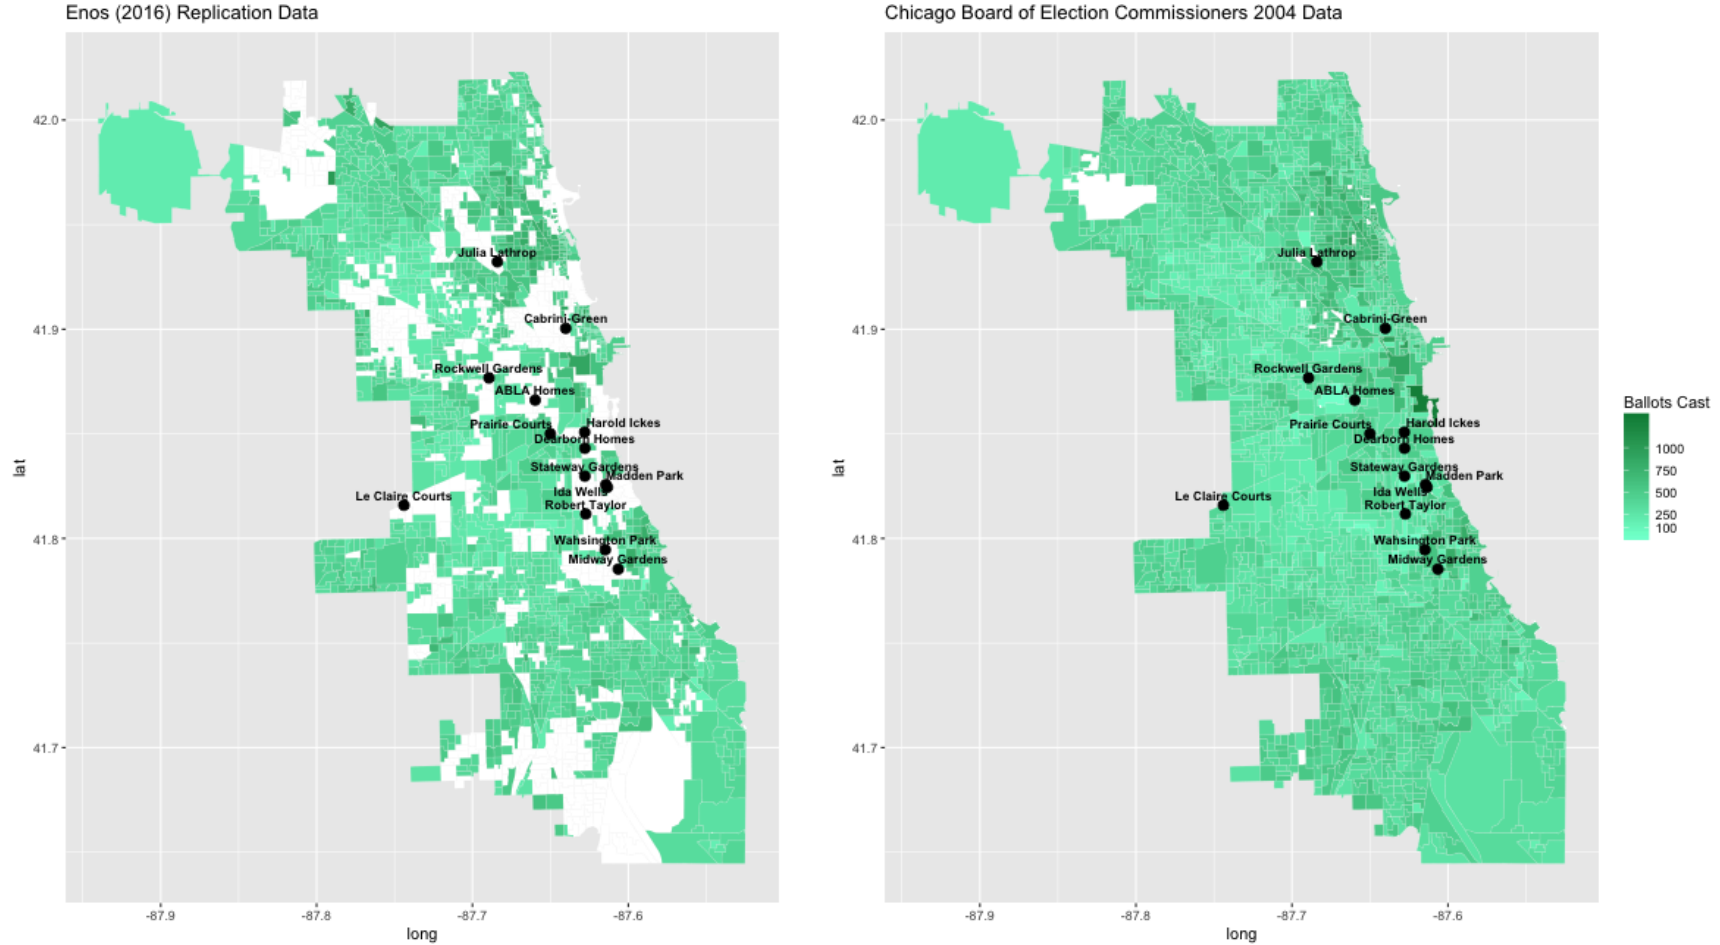 Enos (2016) Replication Data
42.0
41.9
41.8
41.7
lat
-87.9
-87.8
-87.7
-87.6
long
Julia Lathrop
Cabrini-Green
Rockwell Gardens
ABLA Homes
Prairie Courts
Harold Ickes
Dearborn Homes
Stateway Gardens
Madden Park
Le Claire Courts
Ida Wells
Robert Taylor
Wahsington Park
Midway Gardens
Chicago Board of Election Commissioners 2004 Data
42.0
41.9
41.8
41.7
lat
-87.9
-87.8
-87.7
-87.6
long
Julia Lathrop
Cabrini-Green
Rockwell Gardens
ABLA Homes
Prairie Courts
Harold Ickes
Dearborn Homes
Stateway Gardens
Madden Park
Le Claire Courts
Ida Wells
Robert Taylor
Wahsington Park
Midway Gardens
Ballots Cast
1000
750
500
250
100